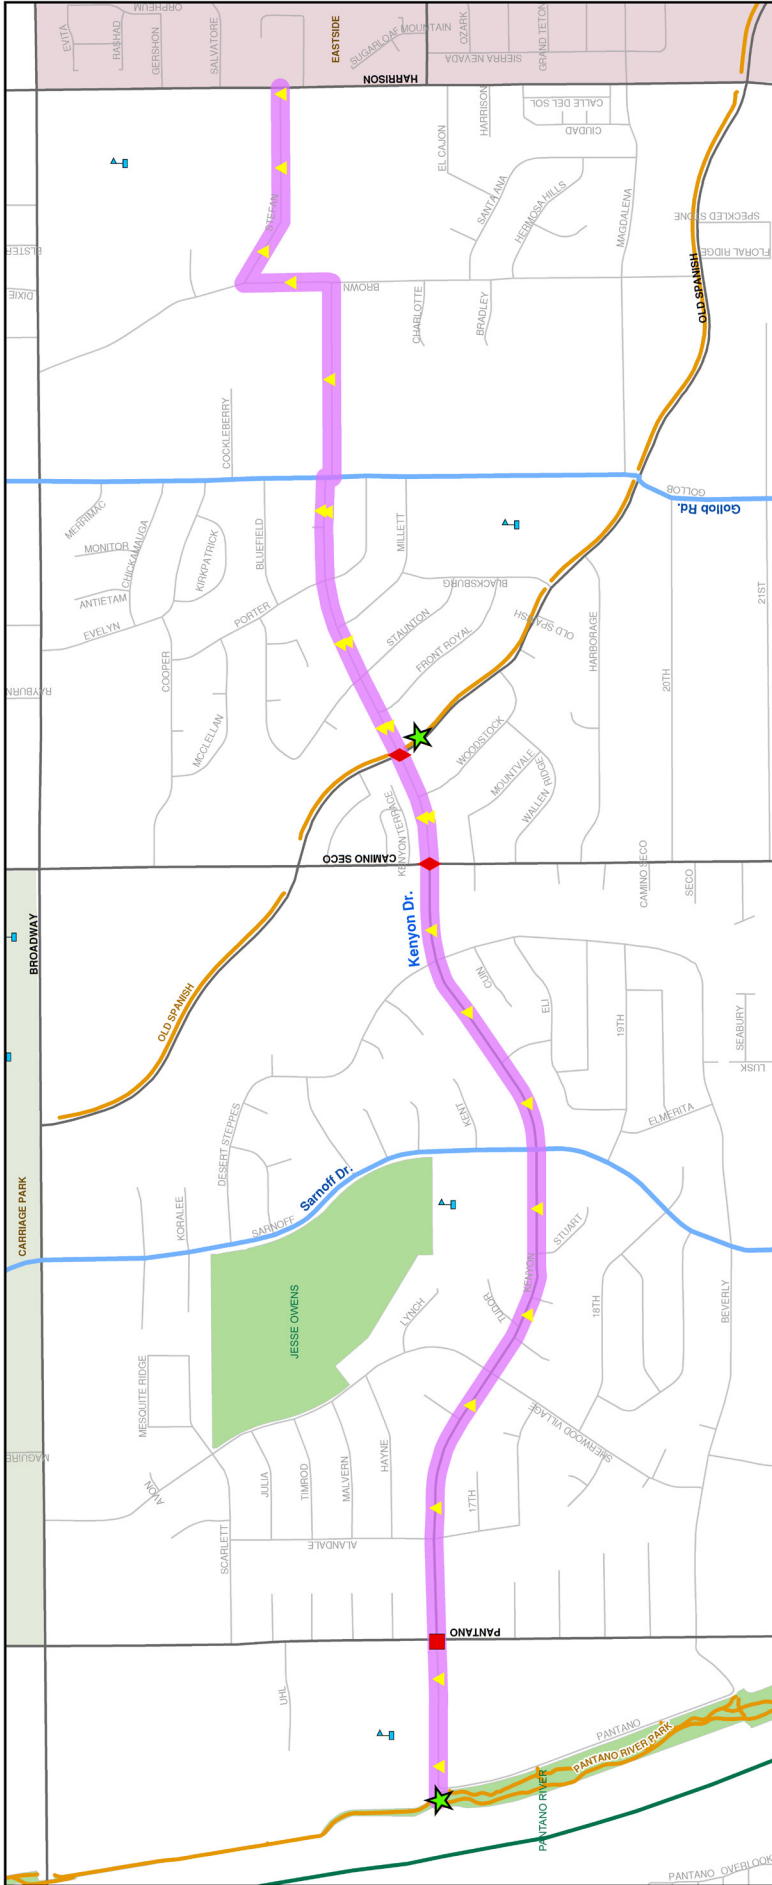 ORPHEUM
EVITA
RASHAD
GERSHON
SALVATORE
EASTSIDE
SUGARLOAF MOUNTAIN
OZARK
SIERRA NEVADA
GRAND TETON
HARRISON
EL CAJON
HARRISON
CALLE DEL SOL
CIUDAD
SANTA ANA
HERMOSA HILLS
MAGDALENA
SPECKLED STONE
FLORAL RIDGE
STEFAN
ELSTER
DIXIE
BROWN
CHARLOTTE
BRADLEY
OLD SPANISH
COCKLEBERRY
GOLLOB
Gollob Rd.
MERRIMAC
MONITOR
CHICKAMAUGA
KIRKPATRICK
BLUEFIELD
MILLETT
ANTIETAM
EVELYN
PORTER
BLACKSBURG
STAUNTON
FRONT ROYAL
OLD SPANISH
HARBORAGE
21ST
20TH
COOPER
RAYBURN
MCCLELLAN
WOODSTOCK
MOUNTVALE
WALLEN RIDGE
KENYON TERRACE
CAMINO SECO
CAMINO SECO
SECO
BROADWAY
Kenyon Dr.
OLD SPANISH
CUIN
ELI
19TH
SEABURY
LUSK
DESERT STEPPES
KENT
ELMERITA
CARRIAGE PARK
KORALEE
SARNOFF
Sarnoff Dr.
STUART
KENYON
JESSE OWENS
LYNCH
TUDOR
18TH
BEVERLY
MESQUITE RIDGE
MAGUIRE
AVON
JULIA
TIMROD
MALVERN
HAYNE
SHERWOOD VILLAGE
17TH
SCARLETT
ALANDALE
PANTANO
UHL
PANTANO
PANTANO RIVER PARK
PANTANO RIVER
PANTANO OVERLOOK